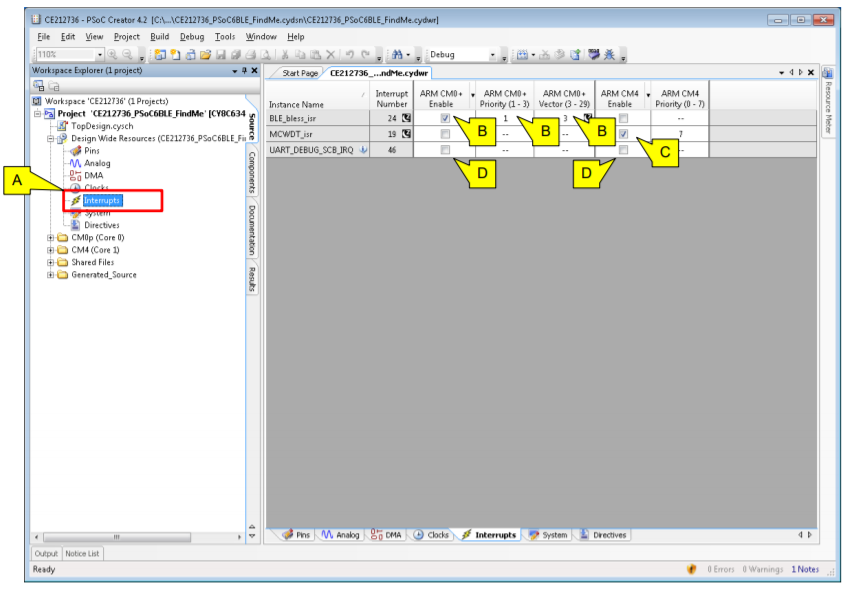 CE212736 - PSoC Creator 4.2 [C:\...\CE212736_PSoC6BLE_FindMe.cydsn\CE212736_PSoC6BLE_FindMe.cydwr]
File Edit View Project Build Debug Tools Window Help
110% Debug
Workspace Explorer (1 project)
Start Page CE212736_...ndMe.cydwr
Workspace 'CE212736' (1 Projects)
Project 'CE212736_PSoC6BLE_FindMe' [CY8C634
TopDesign.cysch
Design Wide Resources (CE212736_PSoC6BLE_Fi
Pins
Analog
DMA
Clocks
Interrupts
System
Directives
CM0p (Core 0)
CM4 (Core 1)
Shared Files
Generated_Source
A
Source
Components
Documentation
Results
Instance Name Interrupt Number ARM CM0+ Enable ARM CM0+ Priority (1 - 3) ARM CM0+ Vector (3 - 29) ARM CM4 Enable ARM CM4 Priority (0 - 7)
BLE_bless_isr 24 1 3 --
MCWDT_isr 19 -- -- 7
UART_DEBUG_SCB_IRQ 46 -- -- --
B B B
C
D D
Resource Meter
Pins Analog DMA Clocks Interrupts System Directives
Output Notice List
Ready 0 Errors 0 Warnings 1 Notes